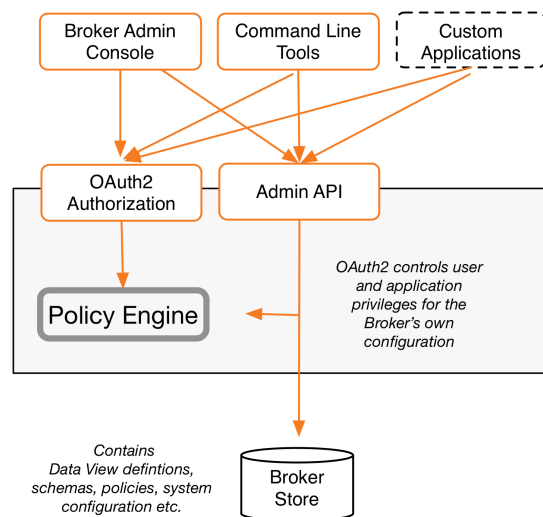 Broker Admin
Console
Command Line
Tools
Custom
Applications
OAuth2
Authorization
Admin API
OAuth2 controls user
and application
privileges for the
Broker's own
configuration
Policy Engine
Contains
Data View defintions,
schemas, policies, system
configuration etc.
Broker
Store